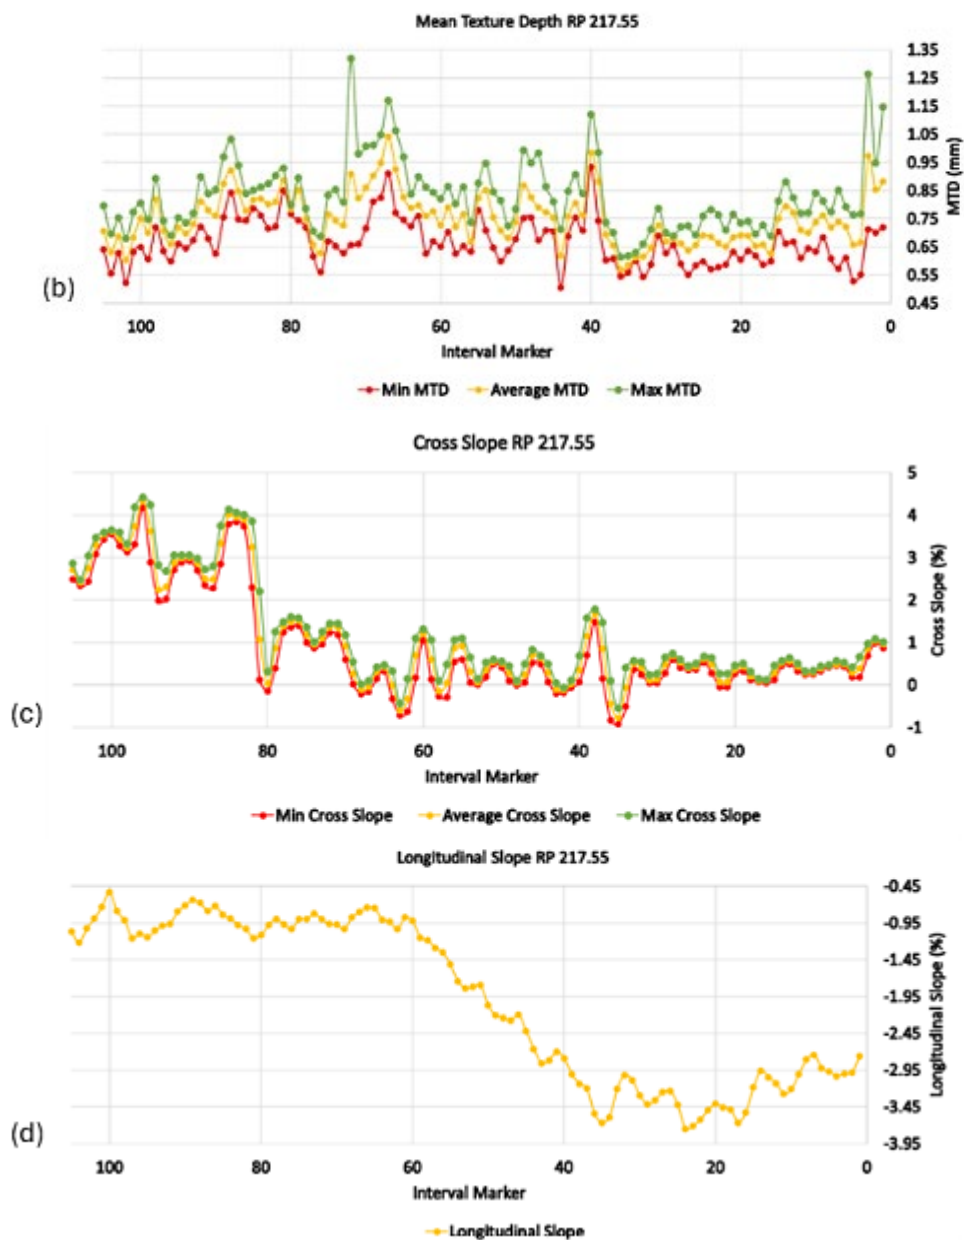 Mean Texture Depth RP 217.55
1.35
1.25
1.15
1.05
0.95
0.85
0.75
0.65
0.55
0.45
MTD (mm)
(b)
100 80 60 40 20 0
Interval Marker
Min MTD Average MTD Max MTD
Cross Slope RP 217.55
5
4
3
2
1
0
-1
Cross Slope (%)
(c)
100 80 60 40 20 0
Interval Marker
Min Cross Slope Average Cross Slope Max Cross Slope
Longitudinal Slope RP 217.55
-0.45
-0.95
-1.45
-1.95
-2.45
-2.95
-3.45
-3.95
Longitudinal Slope (%)
(d)
100 80 60 40 20 0
Interval Marker
Longitudinal Slope